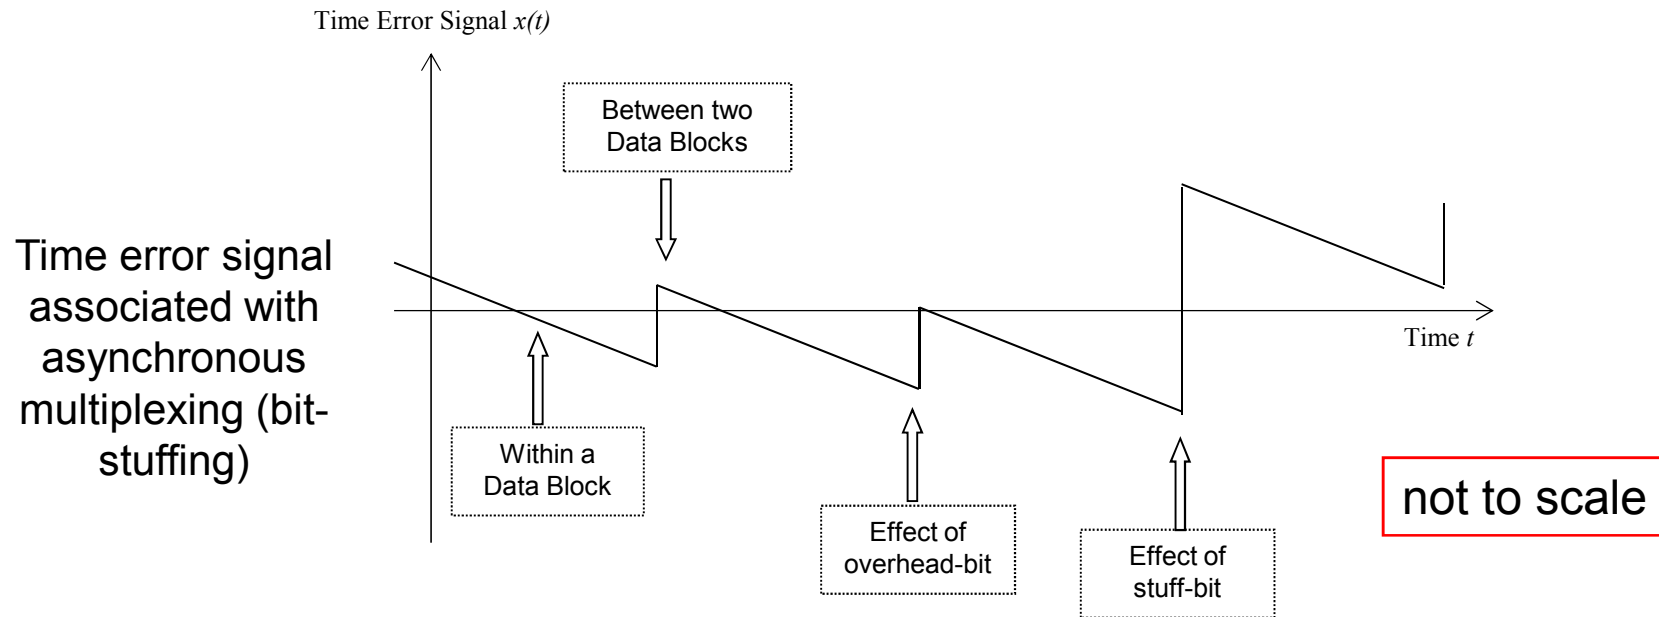 Time Error Signal x(t)
Between two
Data Blocks
Time error signal
associated with
asynchronous
multiplexing (bit-
stuffing)
Time t
Within a
Data Block
not to scale
Effect of
overhead-bit
Effect of
stuff-bit